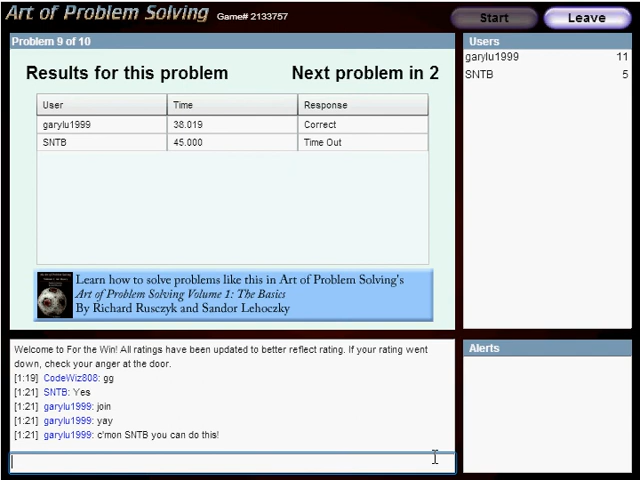 Art of Problem Solving Game# 2133757
Start
Leave
Problem 9 of 10
Results for this problem
Next problem in 2
User Time Response
garylu1999 38.019 Correct
SNTB 45.000 Time Out
Learn how to solve problems like this in Art of Problem Solving's
Art of Problem Solving Volume 1: The Basics
By Richard Rusczyk and Sandor Lehoczky
Users
garylu1999 11
SNTB 5
Welcome to For the Win! All ratings have been updated to better reflect rating. If your rating went
down, check your anger at the door.
[1:19] CodeWiz808: gg
[1:21] SNTB: Yes
[1:21] garylu1999: join
[1:21] garylu1999: yay
[1:21] garylu1999: c'mon SNTB you can do this!
Alerts